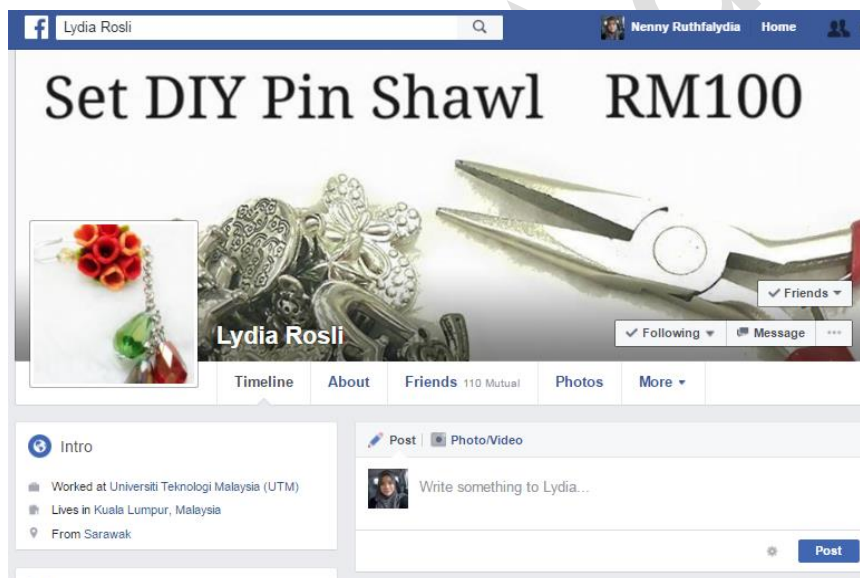 f Lydia Rosli Nenny Ruthfalydia Home
Set DIY Pin Shawl RM100
Friends
Lydia Rosli
Following Message
Timeline About Friends 110 Mutual Photos More
Intro
Worked at Universiti Teknologi Malaysia (UTM)
Lives in Kuala Lumpur, Malaysia
From Sarawak
Post Photo/Video
Write something to Lydia...
Post